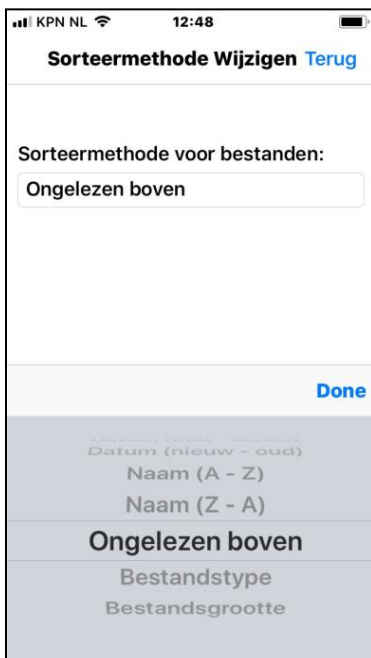 KPN NL 12:48
Sorteermethode Wijzigen Terug
Sorteermethode voor bestanden:
Ongelezen boven
Done
Datum (nieuw - oud)
Naam (A - Z)
Naam (Z - A)
Ongelezen boven
Bestandstype
Bestandsgrootte